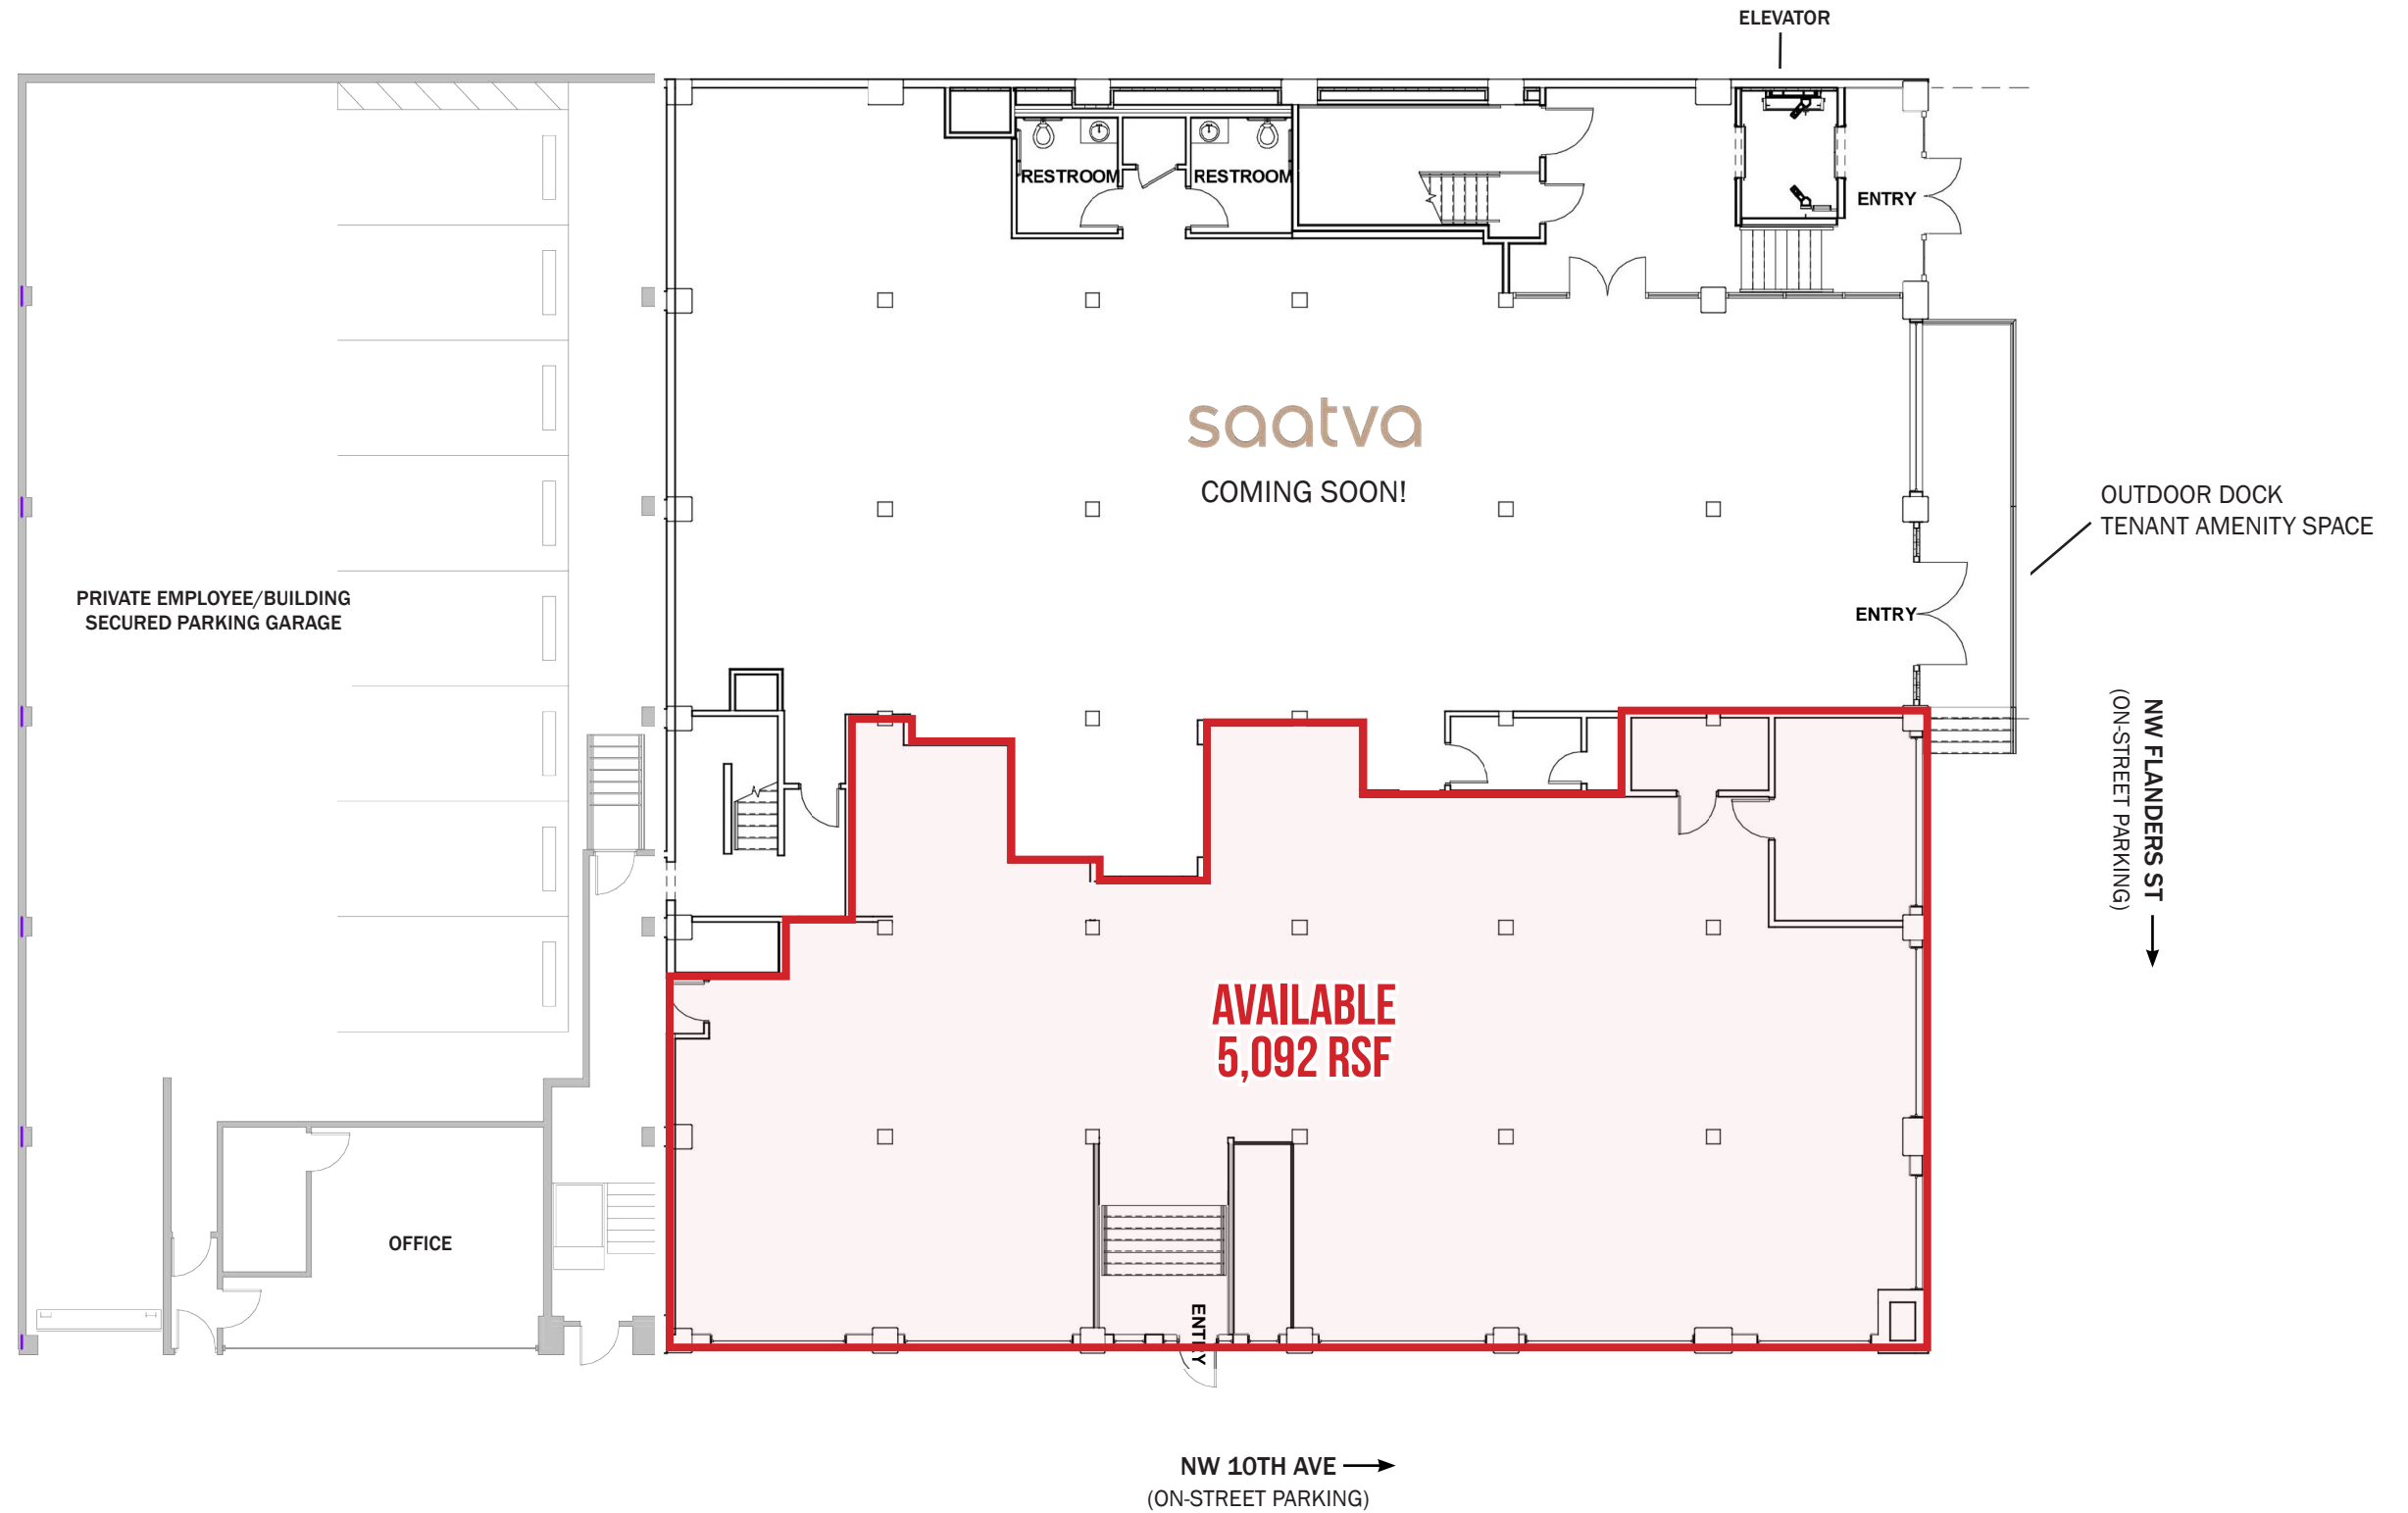 ELEVATOR
RESTROOM
RESTROOM
ENTRY
saatva
COMING SOON!
OUTDOOR DOCK
TENANT AMENITY SPACE
PRIVATE EMPLOYEE/BUILDING
SECURED PARKING GARAGE
ENTRY
NW FLANDERS ST
(ON-STREET PARKING)
AVAILABLE
5,092 RSF
OFFICE
ENTRY
NW 10TH AVE
(ON-STREET PARKING)